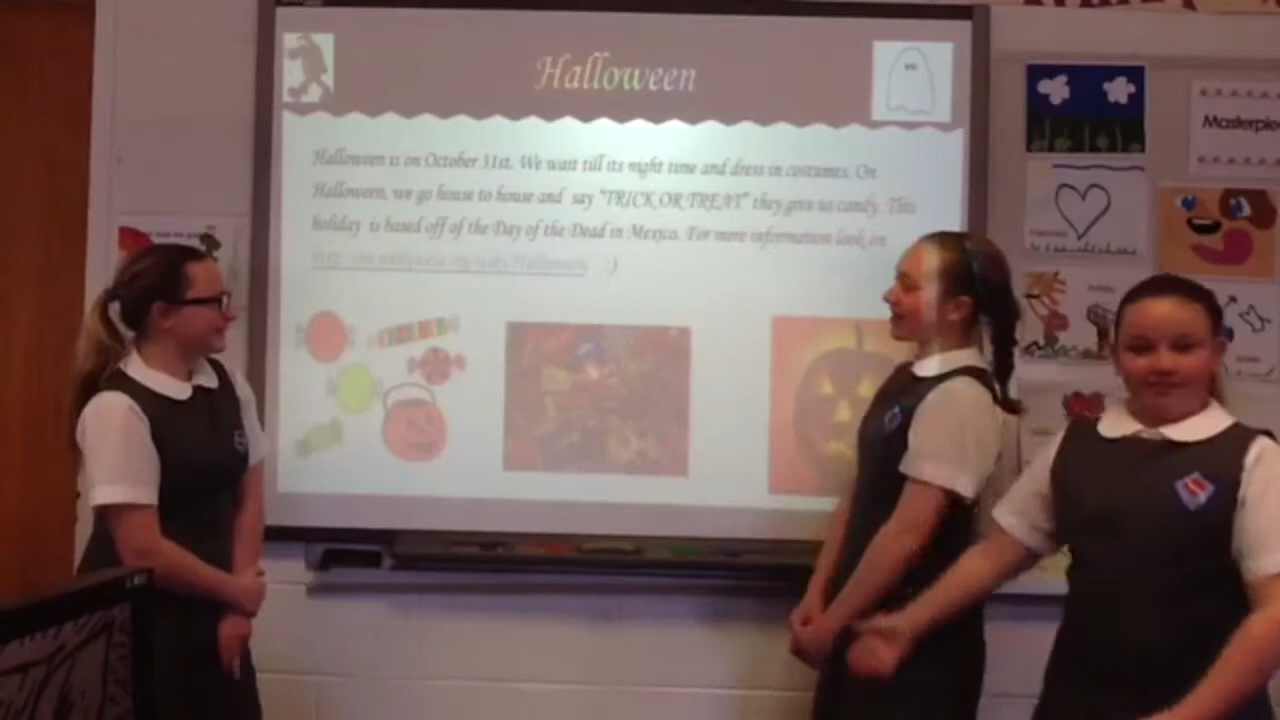 Halloween
Halloween is on October 31st. We wait till its night time and dress in costumes. On
Halloween, we go house to house and say "TRICK OR TREAT" they give us candy. This
holiday is based off of the Day of the Dead in Mexico. For more information look on
:)
Masterpie